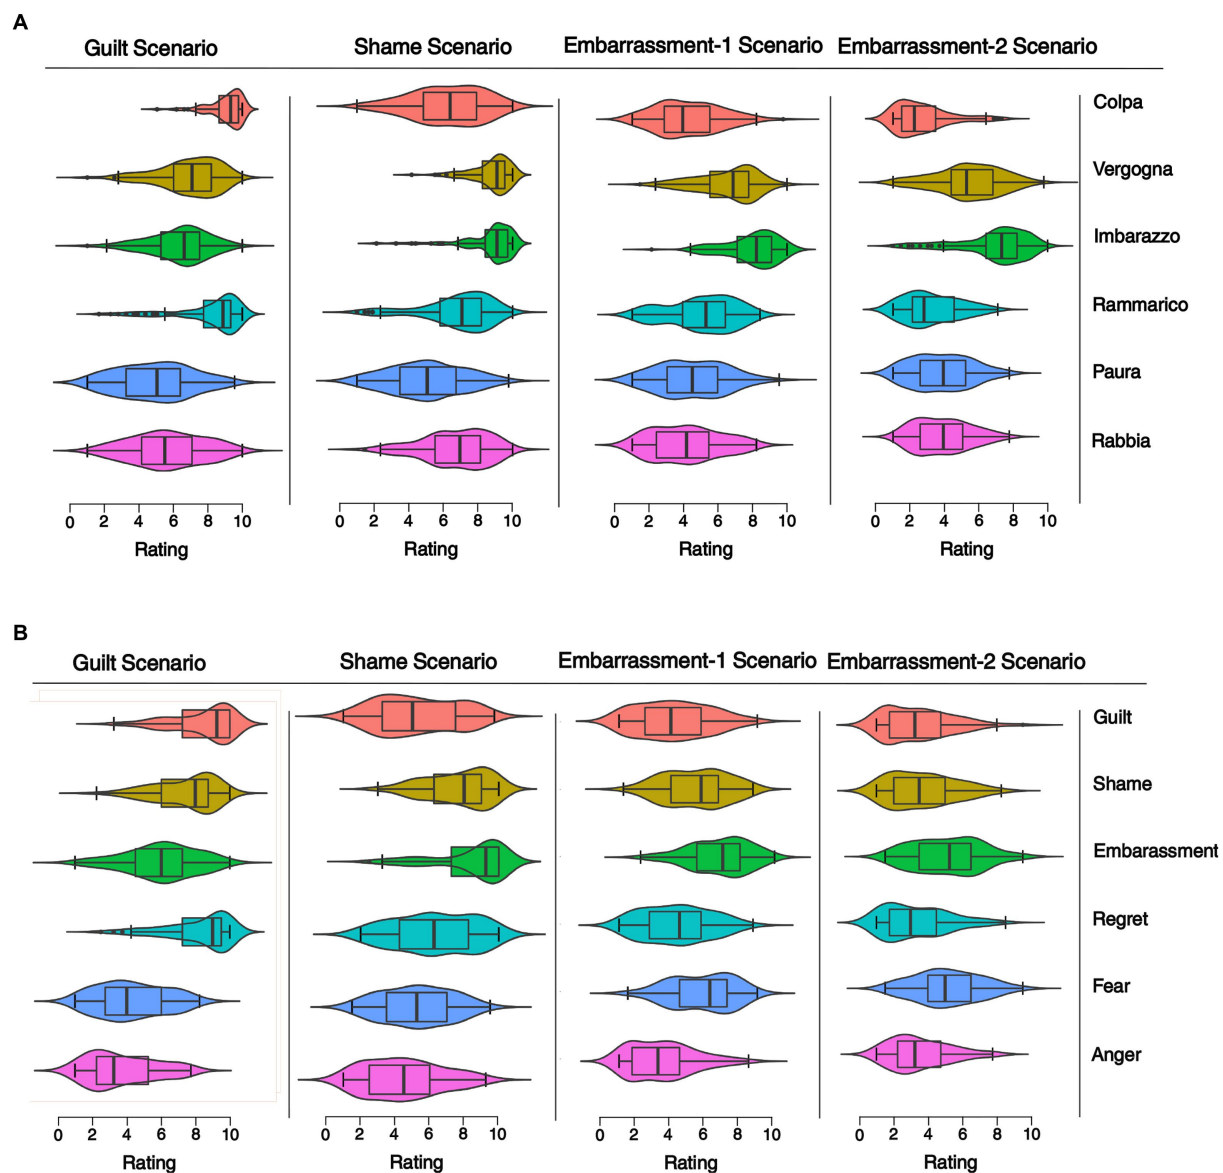 A
Guilt Scenario Shame Scenario Embarrassment-1 Scenario Embarrassment-2 Scenario
Colpa
Vergogna
Imbarazzo
Rammarico
Paura
Rabbia
0 2 4 6 8 10 0 2 4 6 8 10 0 2 4 6 8 10 0 2 4 6 8 10
Rating Rating Rating Rating
B
Guilt Scenario Shame Scenario Embarrassment-1 Scenario Embarrassment-2 Scenario
Guilt
Shame
Embarassment
Regret
Fear
Anger
0 2 4 6 8 10 0 2 4 6 8 10 0 2 4 6 8 10 0 2 4 6 8 10
Rating Rating Rating Rating